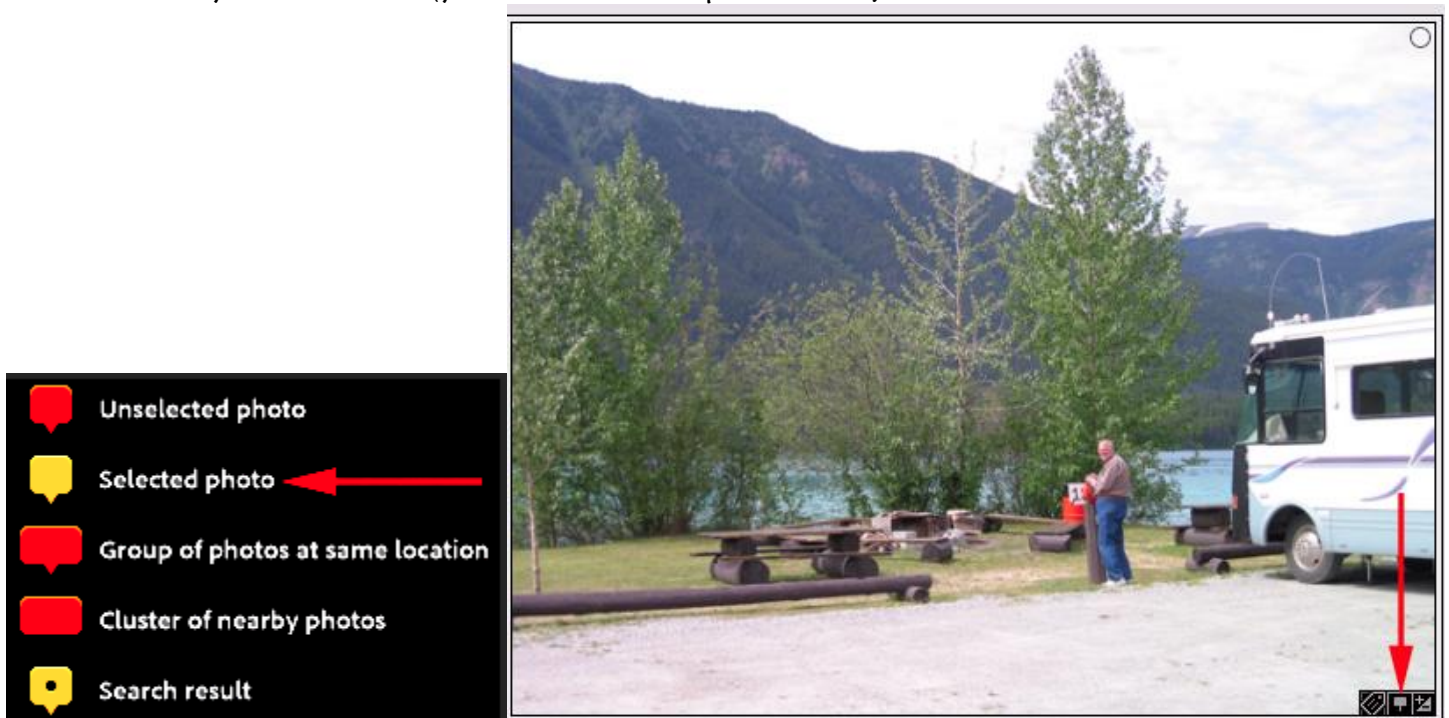 Unselected photo
Selected photo
Group of photos at same location
Cluster of nearby photos
Search result